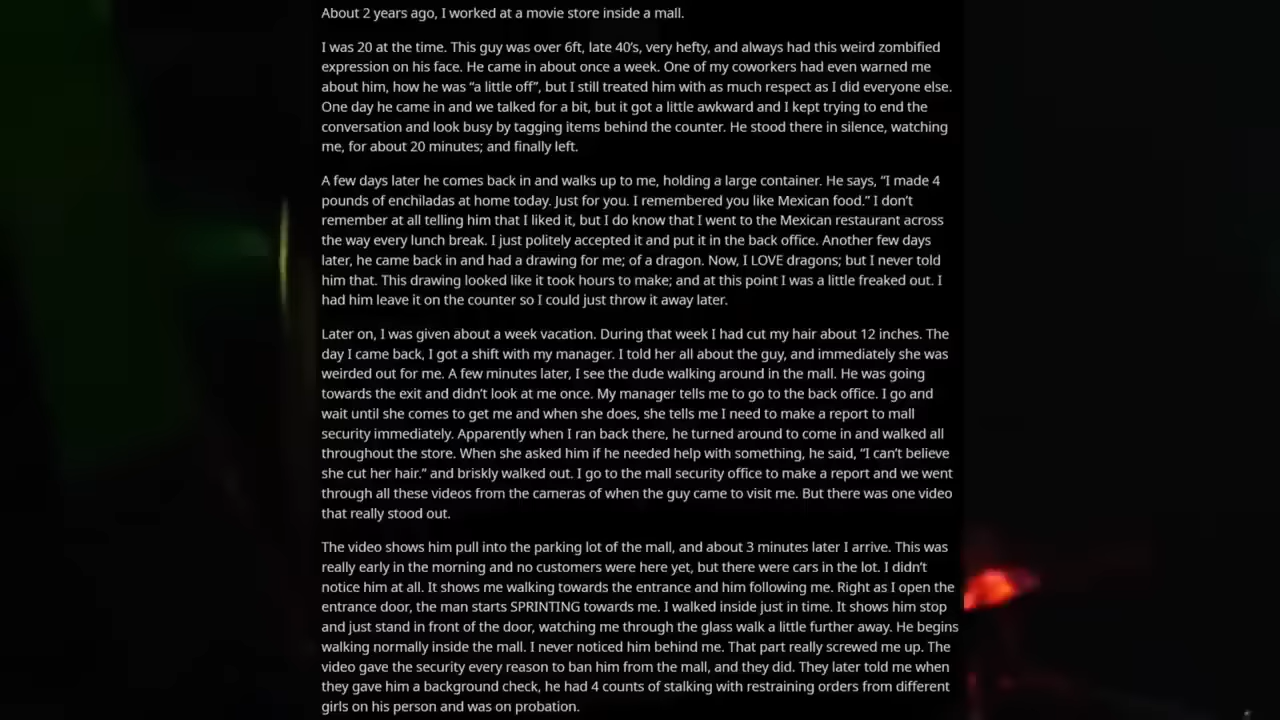 About 2 years ago, I worked at a movie store inside a mall.
I was 20 at the time. This guy was over 6ft, late 40’s, very hefty, and always had this weird zombified
expression on his face. He came in about once a week. One of my coworkers had even warned me
about him, how he was “a little off”, but I still treated him with as much respect as I did everyone else.
One day he came in and we talked for a bit, but it got a little awkward and I kept trying to end the
conversation and look busy by tagging items behind the counter. He stood there in silence, watching
me, for about 20 minutes; and finally left.
A few days later he comes back in and walks up to me, holding a large container. He says, “I made 4
pounds of enchiladas at home today. Just for you. I remembered you like Mexican food.” I don’t
remember at all telling him that I liked it, but I do know that I went to the Mexican restaurant across
the way every lunch break. I just politely accepted it and put it in the back office. Another few days
later, he came back in and had a drawing for me; of a dragon. Now, I LOVE dragons; but I never told
him that. This drawing looked like it took hours to make; and at this point I was a little freaked out. I
had him leave it on the counter so I could just throw it away later.
Later on, I was given about a week vacation. During that week I had cut my hair about 12 inches. The
day I came back, I got a shift with my manager. I told her all about the guy, and immediately she was
weirded out for me. A few minutes later, I see the dude walking around in the mall. He was going
towards the exit and didn’t look at me once. My manager tells me to go to the back office. I go and
wait until she comes to get me and when she does, she tells me I need to make a report to mall
security immediately. Apparently when I ran back there, he turned around to come in and walked all
throughout the store. When she asked him if he needed help with something, he said, “I can’t believe
she cut her hair.” and briskly walked out. I go to the mall security office to make a report and we went
through all these videos from the cameras of when the guy came to visit me. But there was one video
that really stood out.
The video shows him pull into the parking lot of the mall, and about 3 minutes later I arrive. This was
really early in the morning and no customers were here yet, but there were cars in the lot. I didn’t
notice him at all. It shows me walking towards the entrance and him following me. Right as I open the
entrance door, the man starts SPRINTING towards me. I walked inside just in time. It shows him stop
and just stand in front of the door, watching me through the glass walk a little further away. He begins
walking normally inside the mall. I never noticed him behind me. That part really screwed me up. The
video gave the security every reason to ban him from the mall, and they did. They later told me when
they gave him a background check, he had 4 counts of stalking with restraining orders from different
girls on his person and was on probation.